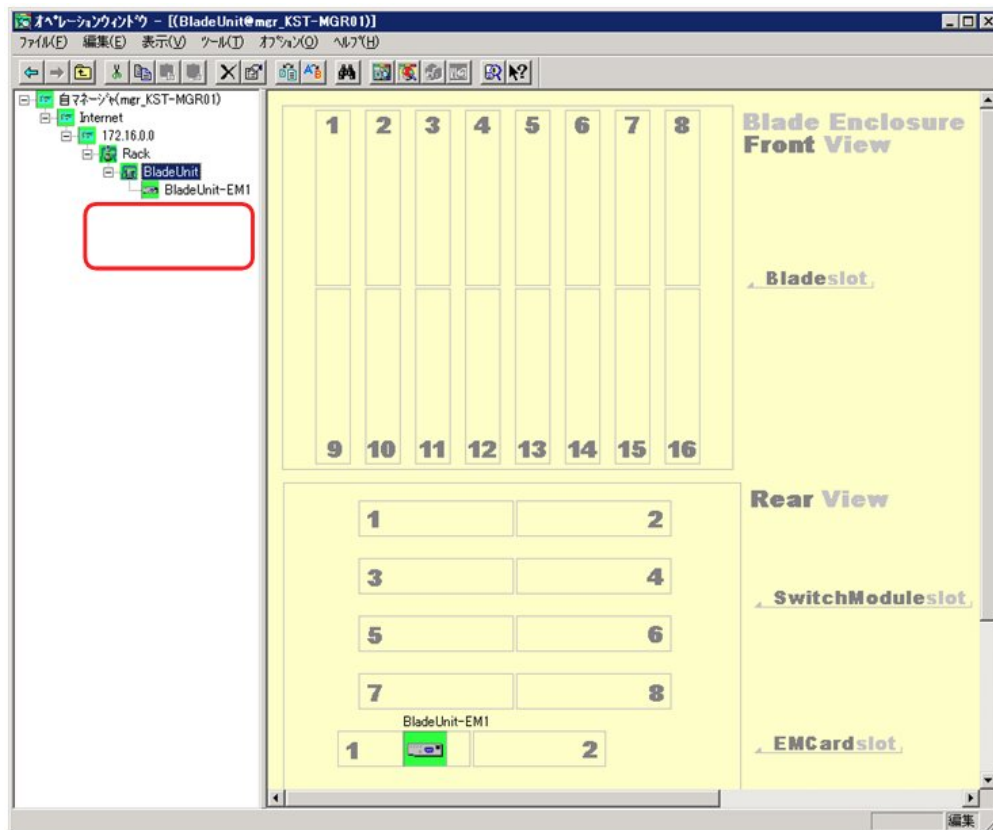 オペレーションウィンドウ - [(BladeUnit@mgr_KST-MGR01)]
ファイル(F) 編集(E) 表示(V) ツール(T) オプション(O) ヘルプ(H)
自マネージャ(mgr_KST-MGR01)
Internet
172.16.0.0
Rack
BladeUnit
BladeUnit-EM1
1 2 3 4 5 6 7 8
Blade Enclosure
Front View
Bladeslot
9 10 11 12 13 14 15 16
Rear View
1 2
3 4
SwitchModuleslot
5 6
7 8
BladeUnit-EM1
1 2
EMCardslot
編集